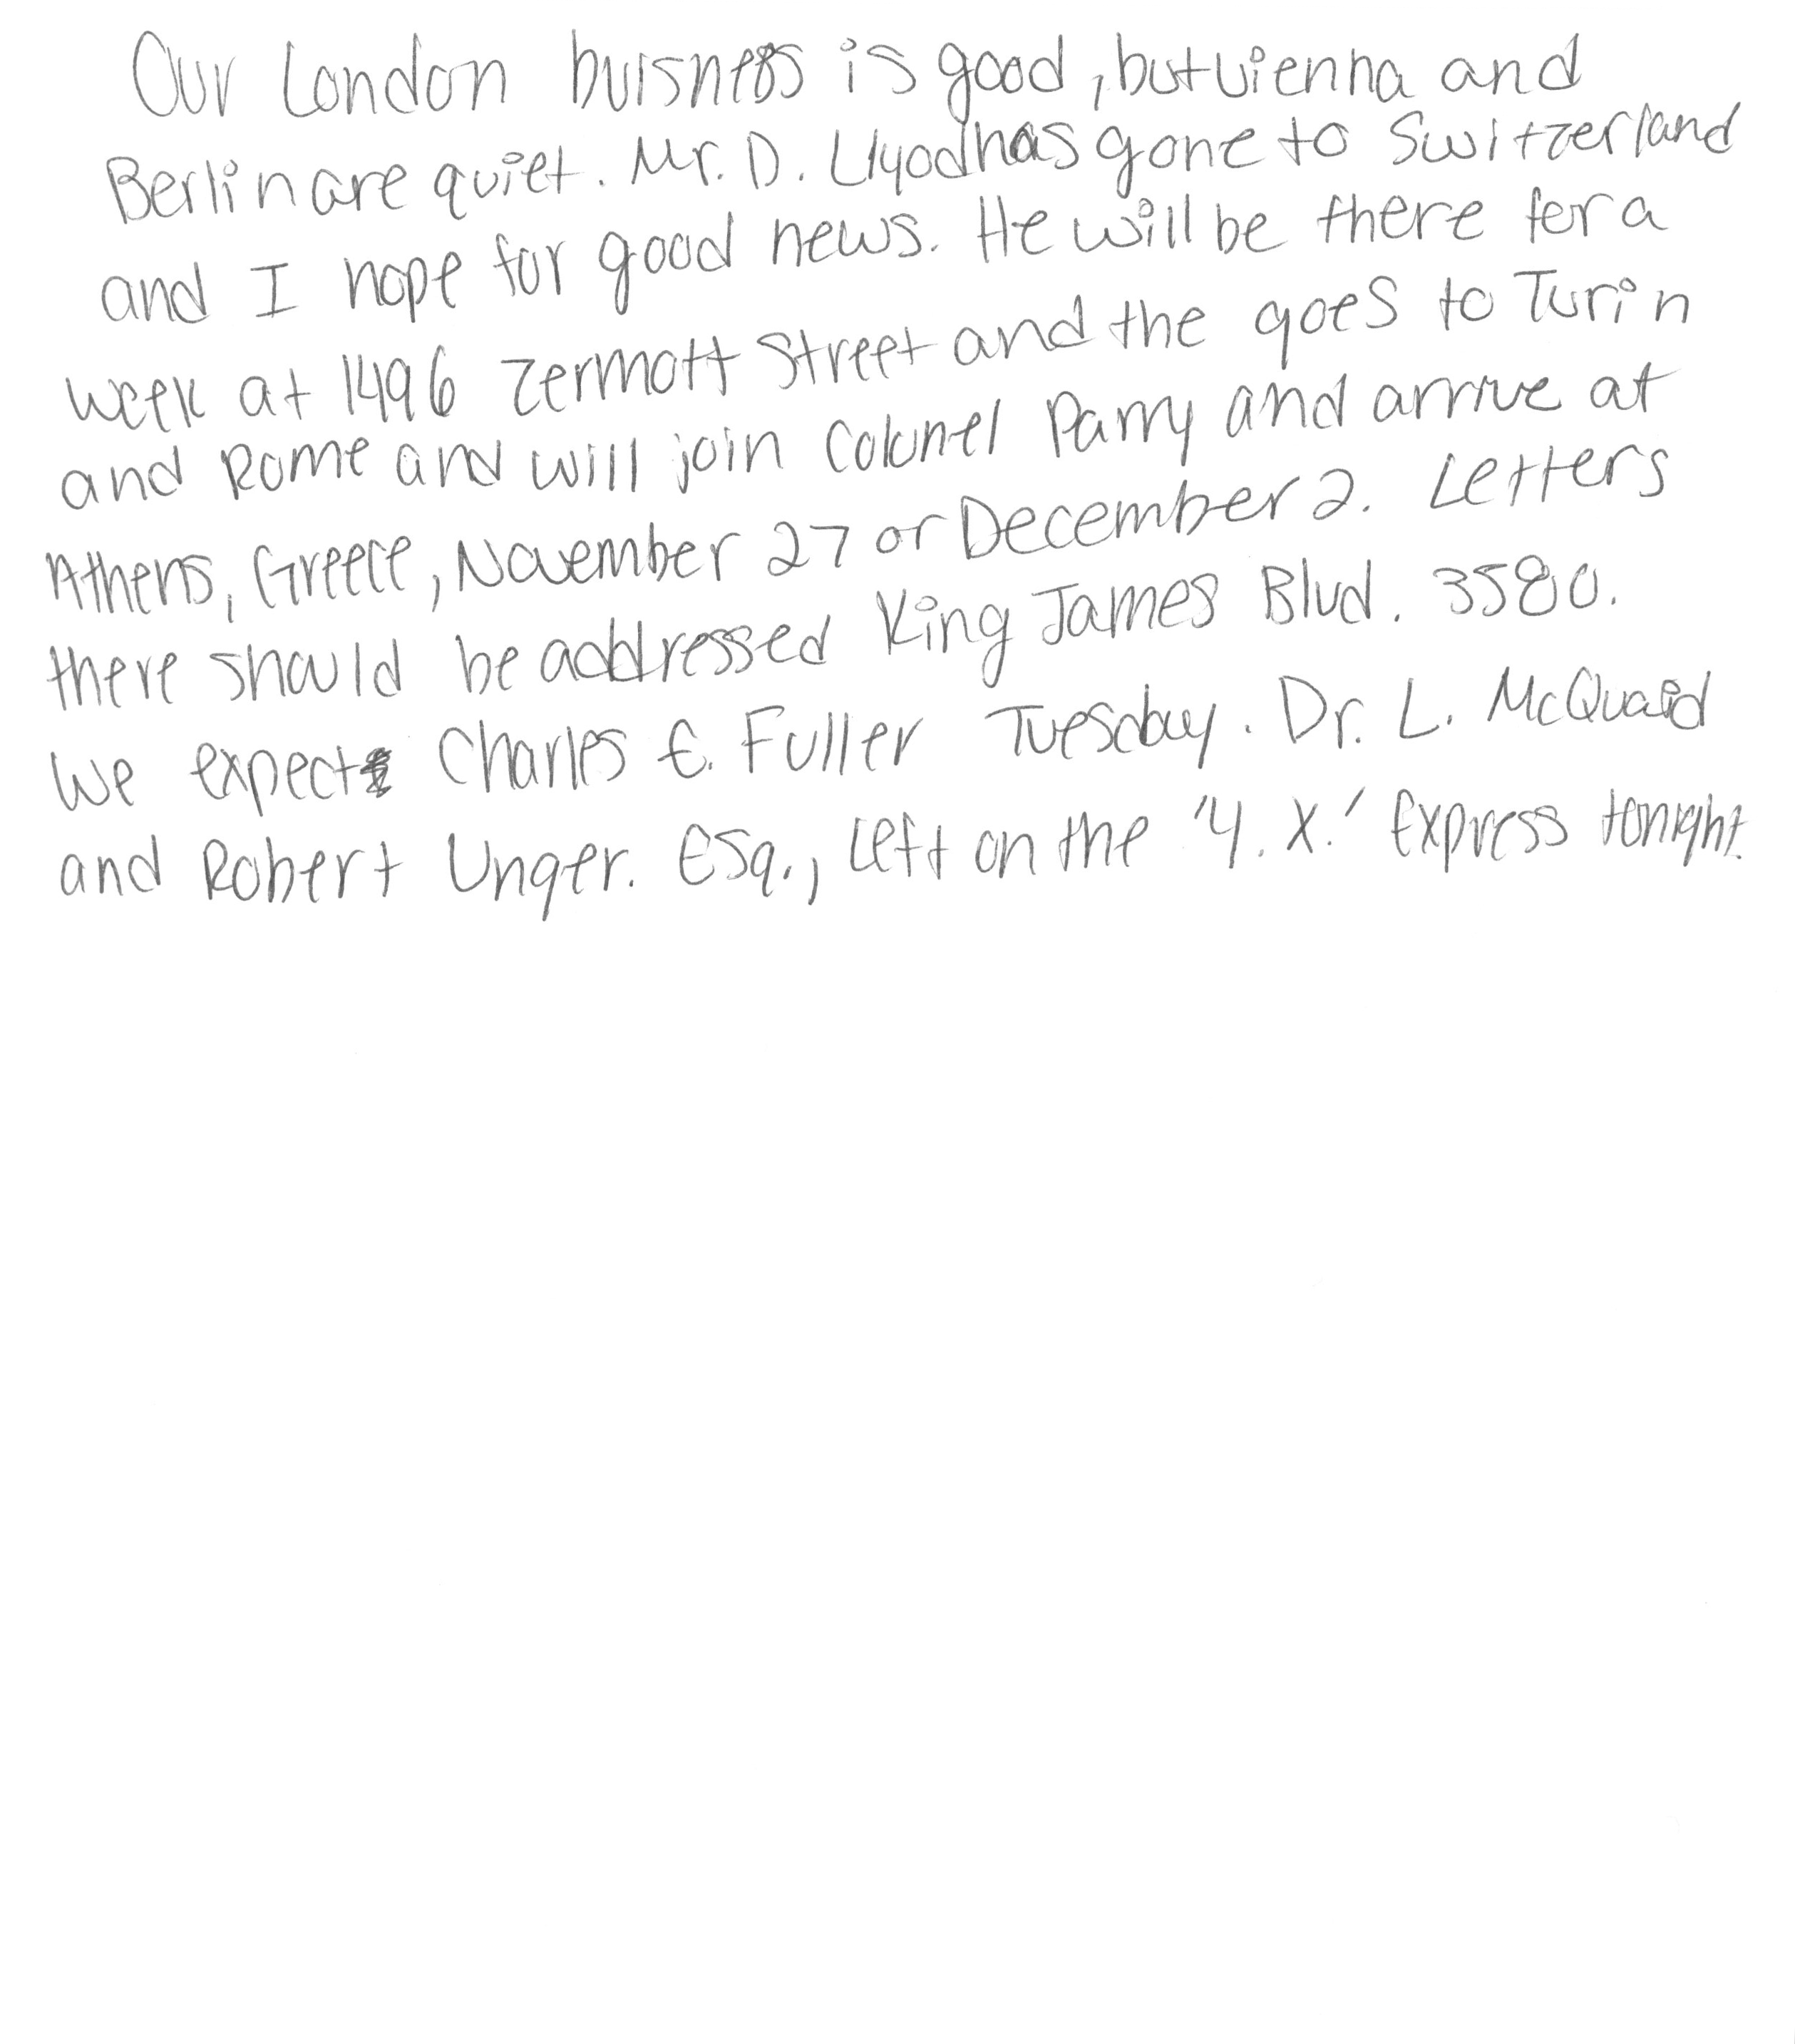 Our London buisness is good, but Vienna and
Berlin are quiet. Mr. D. Llyod has gone to Switzerland
and I hope for good news. He will be there for a
week at 1496 Zermott Street and the goes to Turin
and Rome and will join Colonel Parry and arrive at
Athens, Greece, November 27 or December 2. Letters
there should be addressed King James Blvd. 3580.
We expect Charles E. Fuller Tuesday. Dr. L. McQuaid
and Robert Unger. Esq., left on the 'Y. X.' Express tonight.